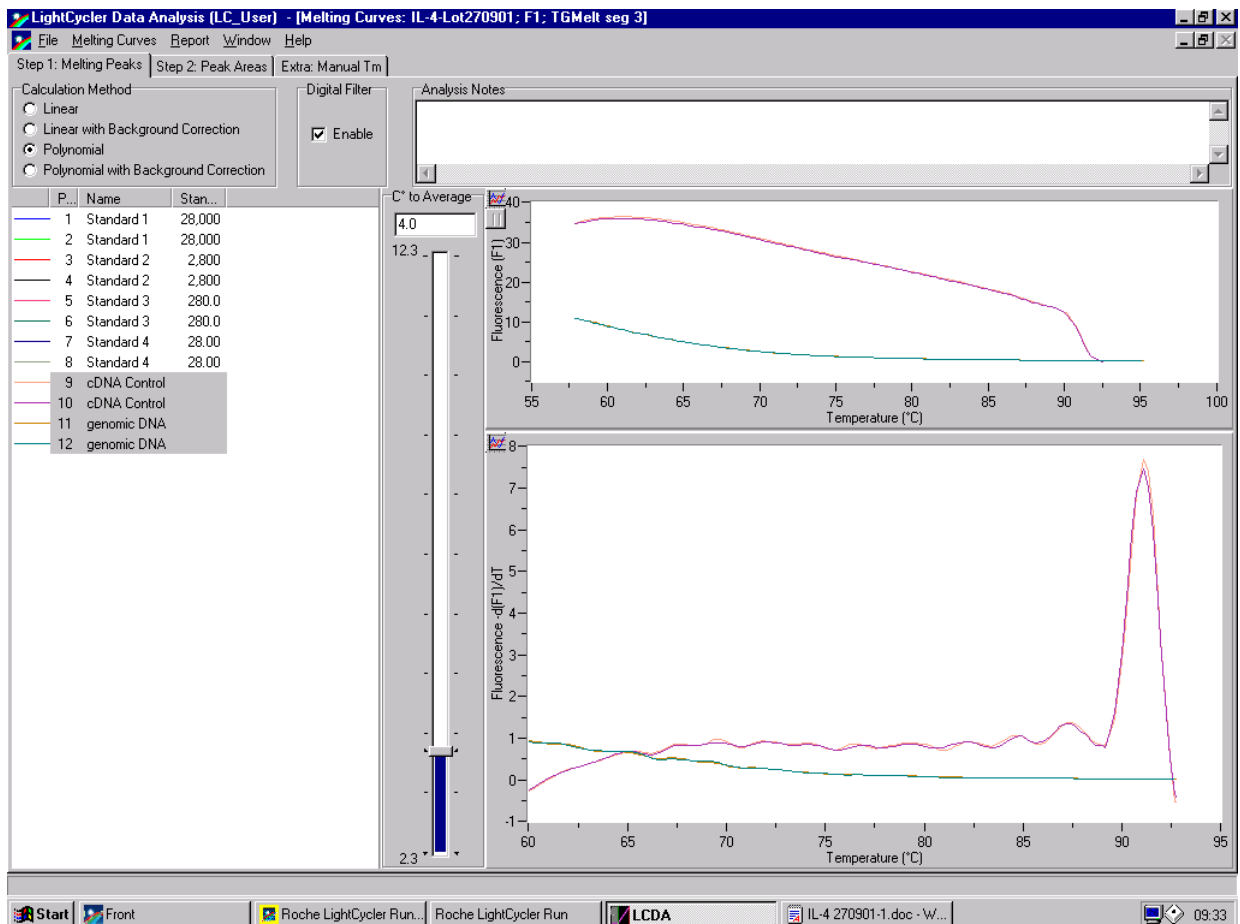 LightCycler Data Analysis (LC_User) - [Melting Curves: IL-4-Lot270901; F1; TGMelt seg 3]
File Melting Curves Report Window Help
Step 1: Melting Peaks Step 2: Peak Areas Extra: Manual Tm
Calculation Method
Linear
Linear with Background Correction
Polynomial
Polynomial with Background Correction
Digital Filter
Enable
Analysis Notes
P... Name Stan...
1 Standard 1 28,000
2 Standard 1 28,000
3 Standard 2 2,800
4 Standard 2 2,800
5 Standard 3 280.0
6 Standard 3 280.0
7 Standard 4 28.00
8 Standard 4 28.00
9 cDNA Control
10 cDNA Control
11 genomic DNA
12 genomic DNA
C° to Average
4.0
12.3
2.3
Fluorescence (F1)
40
30
20
10
0
55 60 65 70 75 80 85 90 95 100
Temperature (°C)
Fluorescence -d(F1)/dT
8
7
6
5
4
3
2
1
0
-1
60 65 70 75 80 85 90 95
Temperature (°C)
Start Front Roche LightCycler Run... Roche LightCycler Run LCDA IL-4 270901-1.doc - W... 09:33